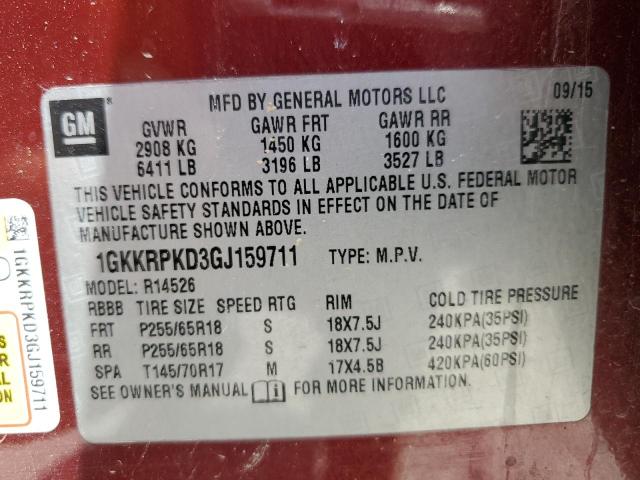 GM
®
MFD BY GENERAL MOTORS LLC
09/15
GVWR GAWR FRT GAWR RR
2908 KG 1450 KG 1600 KG
6411 LB 3196 LB 3527 LB
THIS VEHICLE CONFORMS TO ALL APPLICABLE U.S. FEDERAL MOTOR
VEHICLE SAFETY STANDARDS IN EFFECT ON THE DATE OF
MANUFACTURE SHOWN ABOVE.
1GKKRPKD3GJ159711 TYPE: M.P.V.
MODEL: R14526
RBBB TIRE SIZE SPEED RTG RIM COLD TIRE PRESSURE
FRT P255/65R18 S 18X7.5J 240KPA(35PSI)
RR P255/65R18 S 18X7.5J 240KPA(35PSI)
SPA T145/70R17 M 17X4.5B 420KPA(60PSI)
SEE OWNER'S MANUAL i FOR MORE INFORMATION.
1GKKRPKD3GJ159711